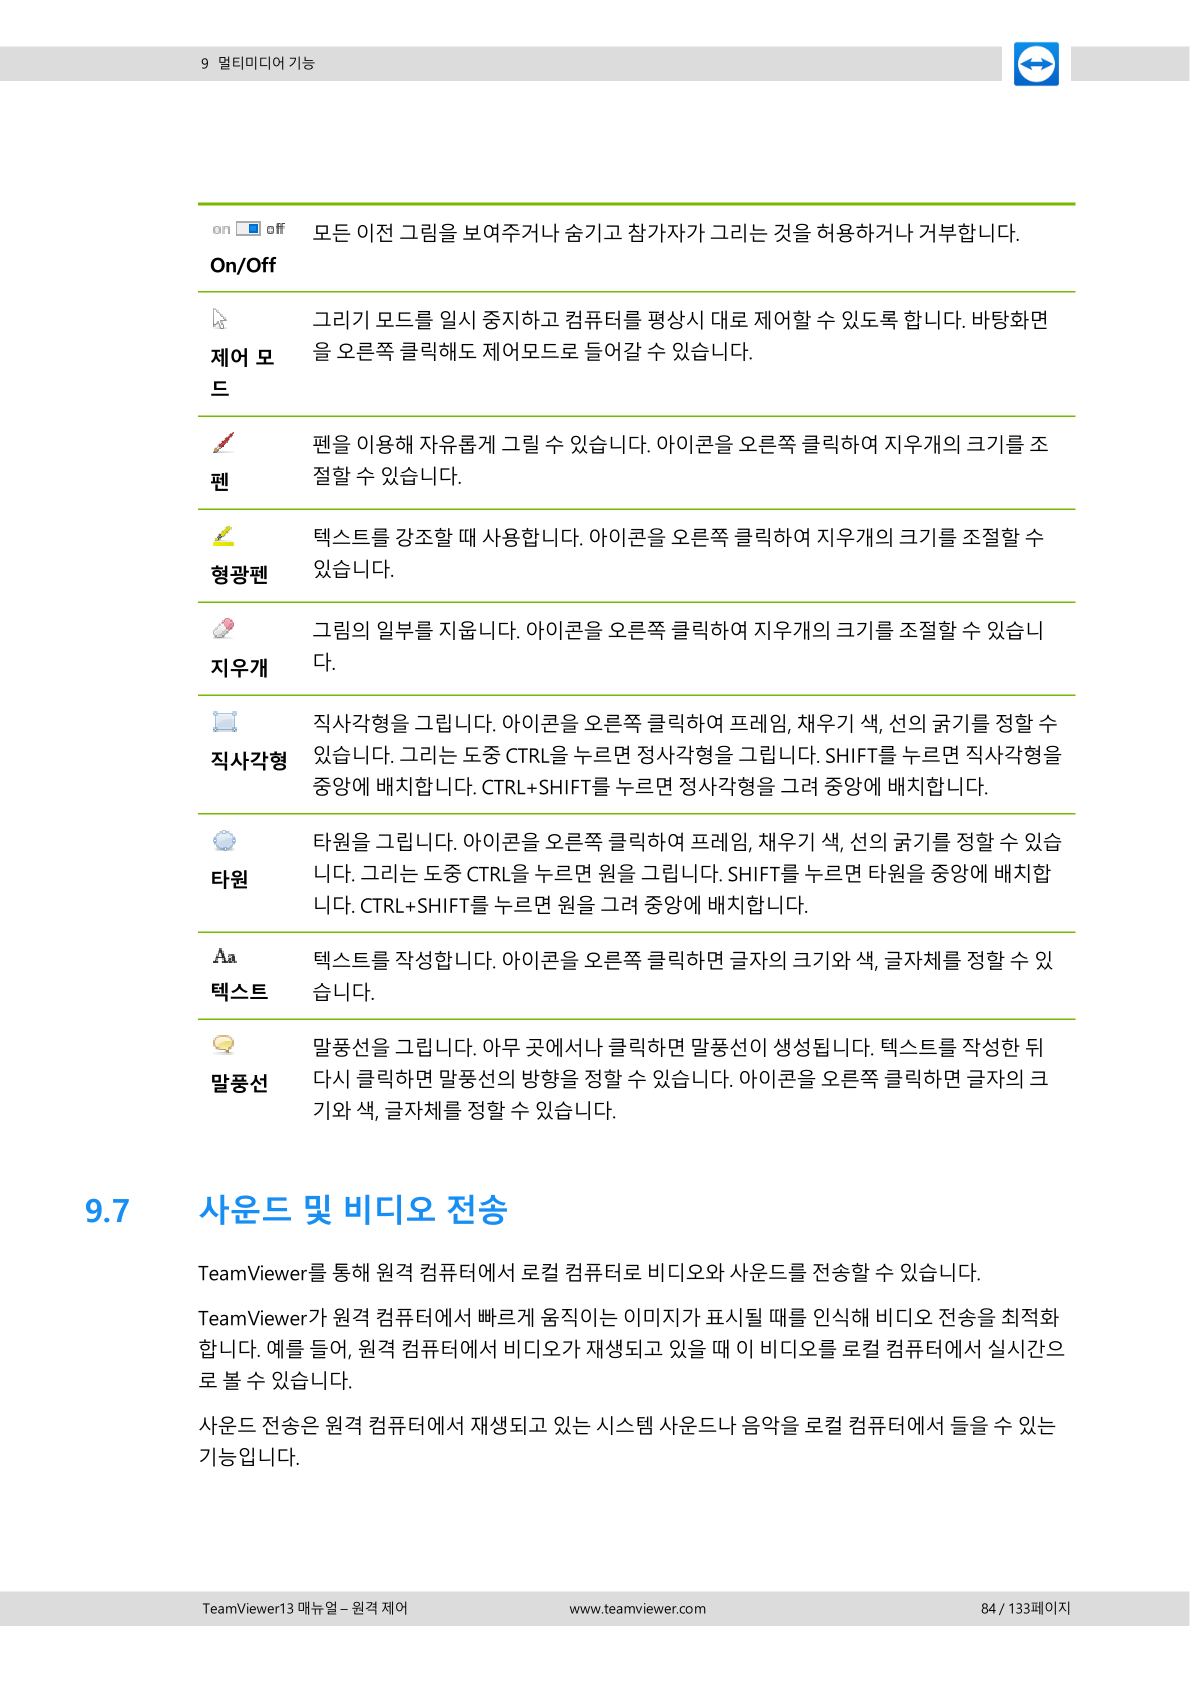 9 멀티미디어 기능
on off
모든 이전 그림을 보여주거나 숨기고 참가자가 그리는 것을 허용하거나 거부합니다.
On/Off
그리기 모드를 일시 중지하고 컴퓨터를 평상시 대로 제어할 수 있도록 합니다. 바탕화면
을 오른쪽 클릭해도 제어모드로 들어갈 수 있습니다.
제어 모
드
펜을 이용해 자유롭게 그릴 수 있습니다. 아이콘을 오른쪽 클릭하여 지우개의 크기를 조
절할 수 있습니다.
펜
텍스트를 강조할 때 사용합니다. 아이콘을 오른쪽 클릭하여 지우개의 크기를 조절할 수
있습니다.
형광펜
그림의 일부를 지웁니다. 아이콘을 오른쪽 클릭하여 지우개의 크기를 조절할 수 있습니
다.
지우개
직사각형을 그립니다. 아이콘을 오른쪽 클릭하여 프레임, 채우기 색, 선의 굵기를 정할 수
직사각형
있습니다. 그리는 도중 CTRL을 누르면 정사각형을 그립니다. SHIFT를 누르면 직사각형을
중앙에 배치합니다. CTRL+SHIFT를 누르면 정사각형을 그려 중앙에 배치합니다.
타원을 그립니다. 아이콘을 오른쪽 클릭하여 프레임, 채우기 색, 선의 굵기를 정할 수 있습
타원
니다. 그리는 도중 CTRL을 누르면 원을 그립니다. SHIFT를 누르면 타원을 중앙에 배치합
니다. CTRL+SHIFT를 누르면 원을 그려 중앙에 배치합니다.
Aa
텍스트를 작성합니다. 아이콘을 오른쪽 클릭하면 글자의 크기와 색, 글자체를 정할 수 있
텍스트
습니다.
말풍선을 그립니다. 아무 곳에서나 클릭하면 말풍선이 생성됩니다. 텍스트를 작성한 뒤
말풍선
다시 클릭하면 말풍선의 방향을 정할 수 있습니다. 아이콘을 오른쪽 클릭하면 글자의 크
기와 색, 글자체를 정할 수 있습니다.
9.7 사운드 및 비디오 전송
TeamViewer를 통해 원격 컴퓨터에서 로컬 컴퓨터로 비디오와 사운드를 전송할 수 있습니다.
TeamViewer가 원격 컴퓨터에서 빠르게 움직이는 이미지가 표시될 때를 인식해 비디오 전송을 최적화
합니다. 예를 들어, 원격 컴퓨터에서 비디오가 재생되고 있을 때 이 비디오를 로컬 컴퓨터에서 실시간으
로 볼 수 있습니다.
사운드 전송은 원격 컴퓨터에서 재생되고 있는 시스템 사운드나 음악을 로컬 컴퓨터에서 들을 수 있는
기능입니다.
TeamViewer13 매뉴얼 – 원격 제어 www.teamviewer.com 84 / 133페이지